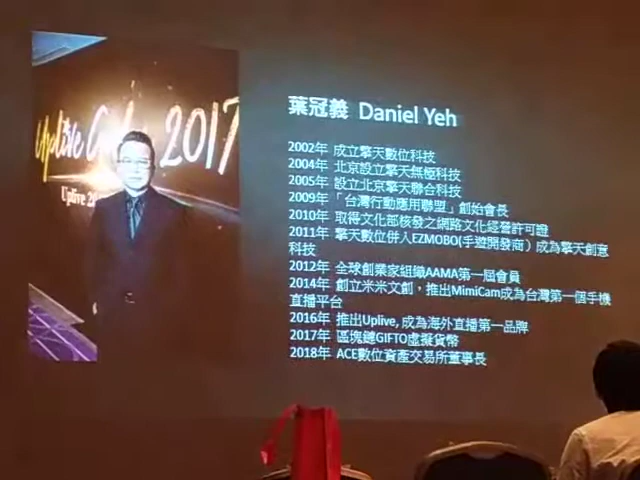 Uplive Gala 2017
Uplive 20
葉冠義 Daniel Yeh
2002年 成立擎天數位科技
2004年 北京設立擎天無極科技
2005年 設立北京擎天聯合科技
2009年 「台灣行動應用聯盟」創始會長
2010年 取得文化部核發之網路文化經營許可證
2011年 擎天數位併入EZMOBO(手遊開發商）成為擎天創意
科技
2012年 全球創業家組織AAMA第一屆會員
2014年 創立米米文創，推出MimiCam成為台灣第一個手機
直播平台
2016年 推出Uplive, 成為海外直播第一品牌
2017年 區塊鏈GIFTO虛擬貨幣
2018年 ACE數位資產交易所董事長